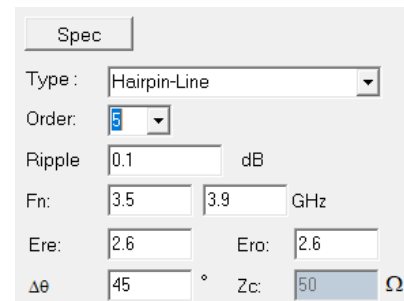 Spec
Type : Hairpin-Line
Order: 5
Ripple 0.1 dB
Fn: 3.5 3.9 GHz
Ere: 2.6 Ero: 2.6
Δθ 45 ° Zc: 50 Ω